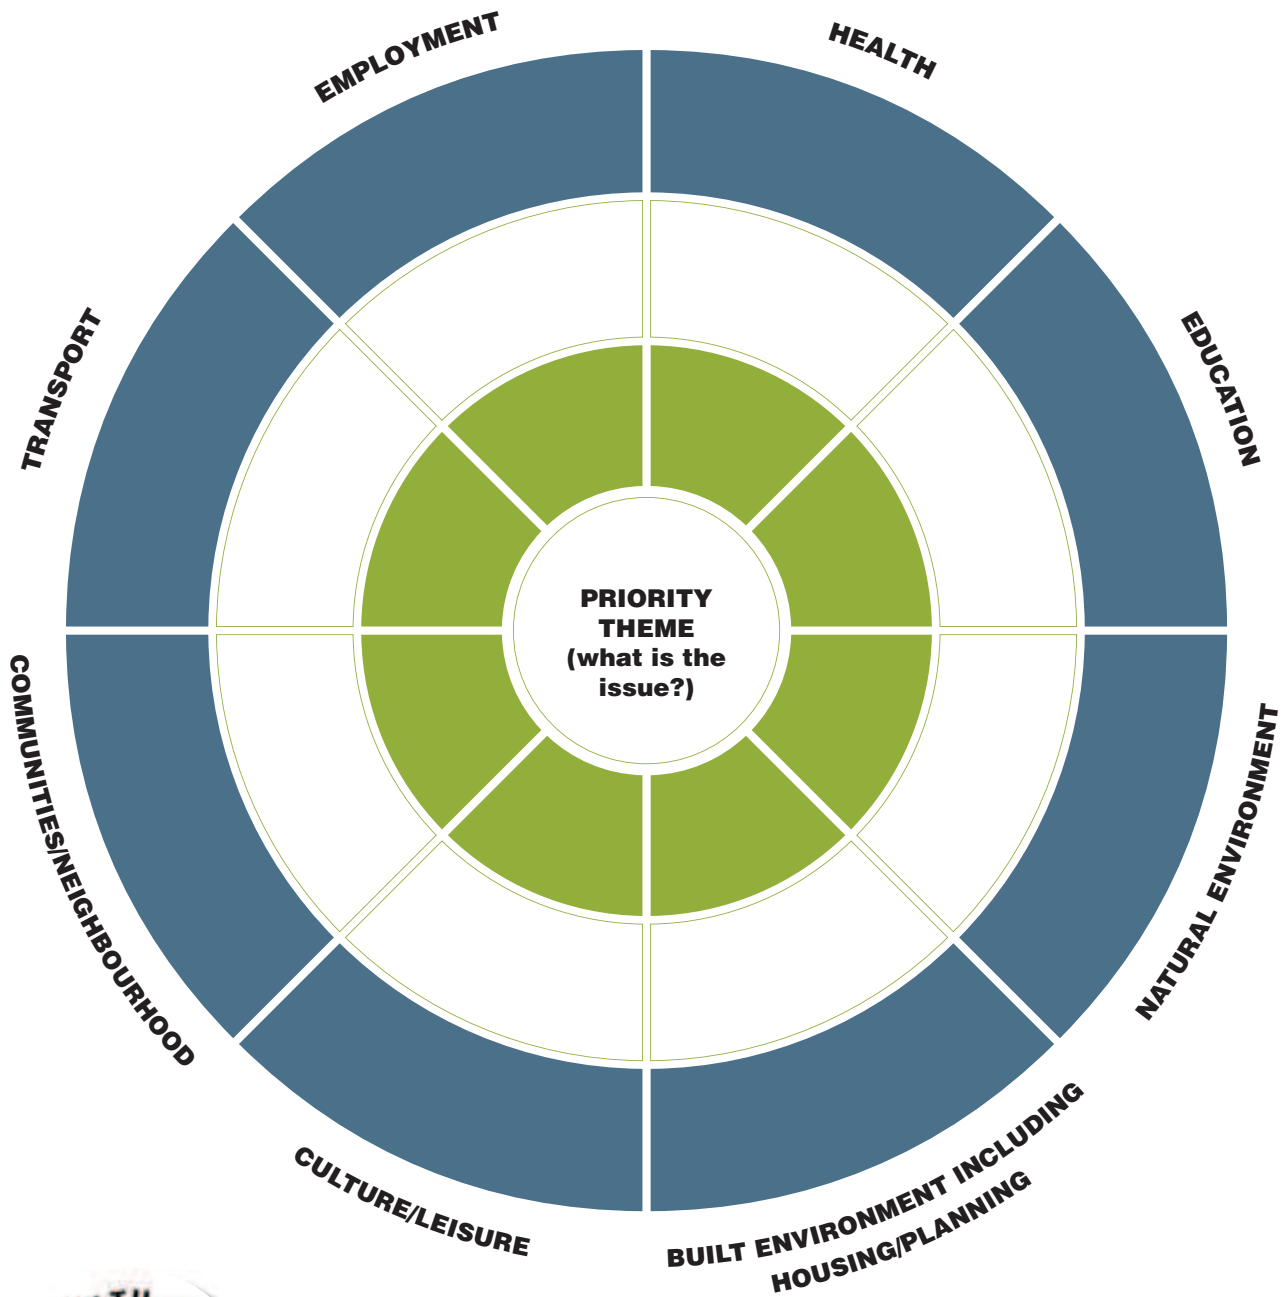 EMPLOYMENT
HEALTH
TRANSPORT
EDUCATION
PRIORITY
THEME
(what is the
issue?)
COMMUNITIES/NEIGHBOURHOOD
NATURAL ENVIRONMENT
CULTURE/LEISURE
BUILT ENVIRONMENT INCLUDING
HOUSING/PLANNING